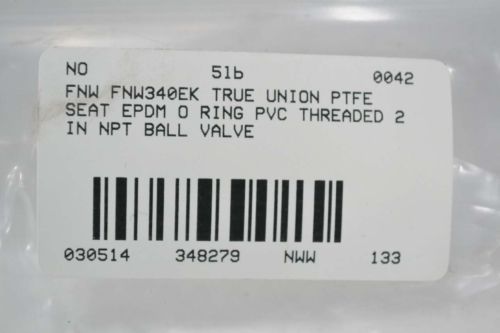 NO 51b 0042
FNW FNW340EK TRUE UNION PTFE
SEAT EPDM O RING PVC THREADED 2
IN NPT BALL VALVE
030514 348279 NWW 133